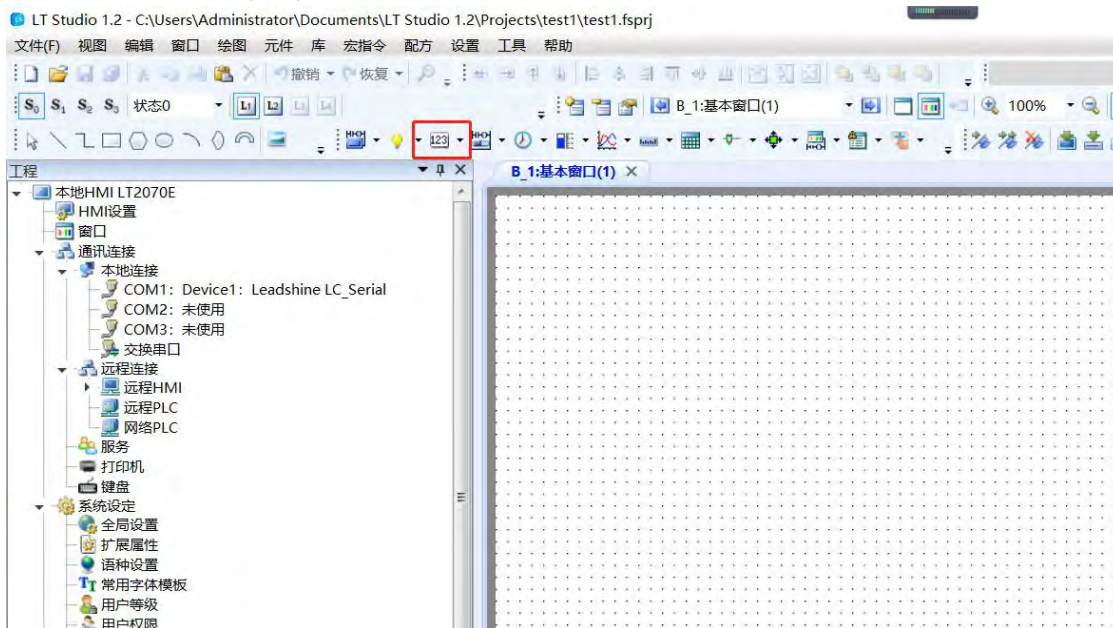 LT Studio 1.2 - C:\Users\Administrator\Documents\LT Studio 1.2\Projects\test1\test1.fsprj
文件(F) 视图 编辑 窗口 绘图 元件 库 宏指令 配方 设置 工具 帮助
撤销 恢复
S0 S1 S2 S3 状态0 L1 L2 L3 L4 B_1:基本窗口(1) 100%
123
工程
B_1:基本窗口(1)
本地HMI LT2070E
HMI设置
窗口
通讯连接
本地连接
COM1: Device1: Leadshine LC_Serial
COM2: 未使用
COM3: 未使用
交换串口
远程连接
远程HMI
远程PLC
网络PLC
服务
打印机
键盘
系统设定
全局设置
扩展属性
语种设置
常用字体模板
用户等级
用户权限